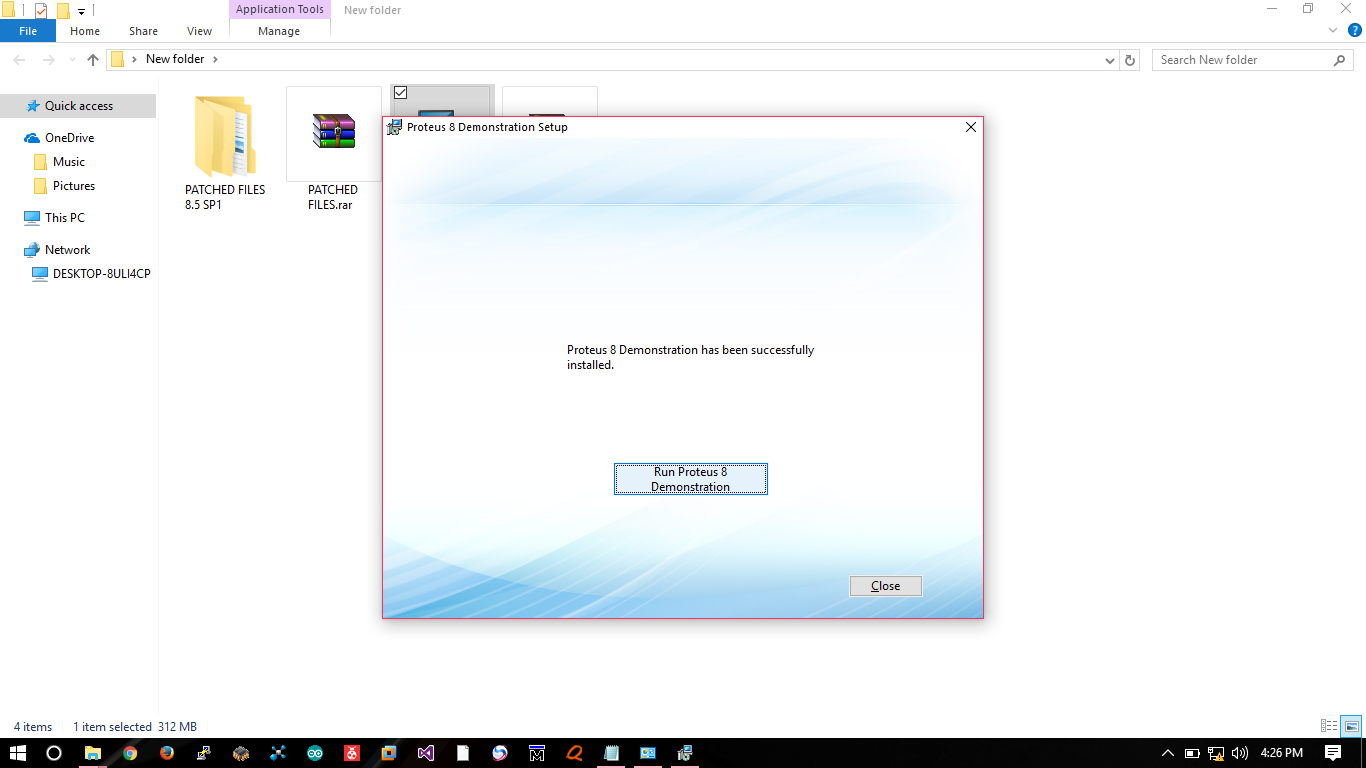 Application Tools
New folder
File
Home
Share
View
Manage
New folder
Search New folder
Quick access
OneDrive
Music
Pictures
This PC
Network
DESKTOP-8ULI4CP
PATCHED FILES
8.5 SP1
PATCHED
FILES.rar
Proteus 8 Demonstration Setup
Proteus 8 Demonstration has been successfully
installed.
Run Proteus 8
Demonstration
Close
4 items
1 item selected 312 MB
4:26 PM